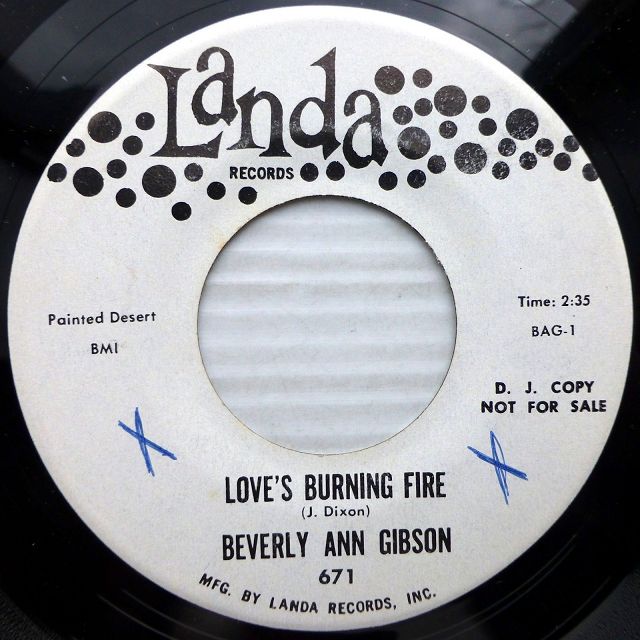 Landa
RECORDS
Painted Desert
BMI
Time: 2:35
BAG-1
D. J. COPY
NOT FOR SALE
LOVE'S BURNING FIRE
(J. Dixon)
BEVERLY ANN GIBSON
671
MFG. BY LANDA RECORDS, INC.